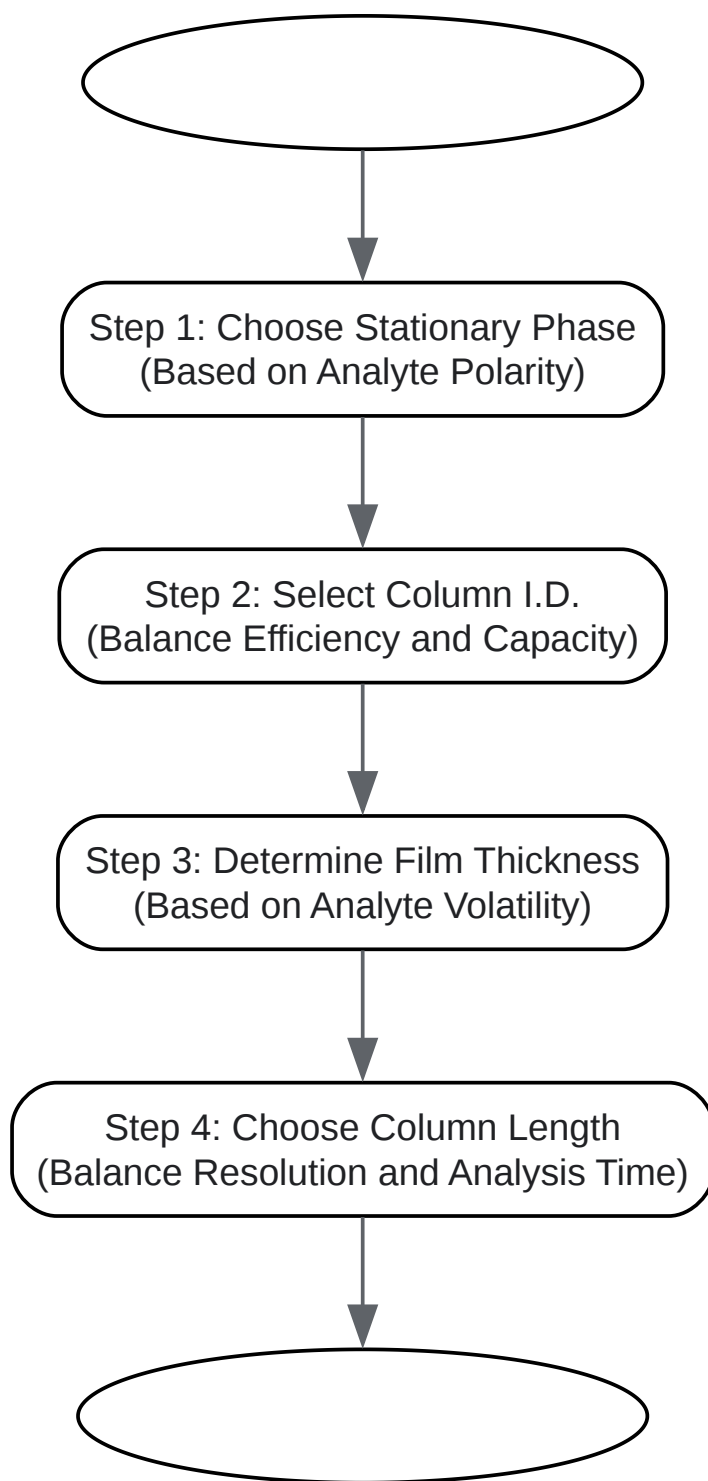 Step 1: Choose Stationary Phase
(Based on Analyte Polarity)
Step 2: Select Column I.D.
(Balance Efficiency and Capacity)
Step 3: Determine Film Thickness
(Based on Analyte Volatility)
Step 4: Choose Column Length
(Balance Resolution and Analysis Time)